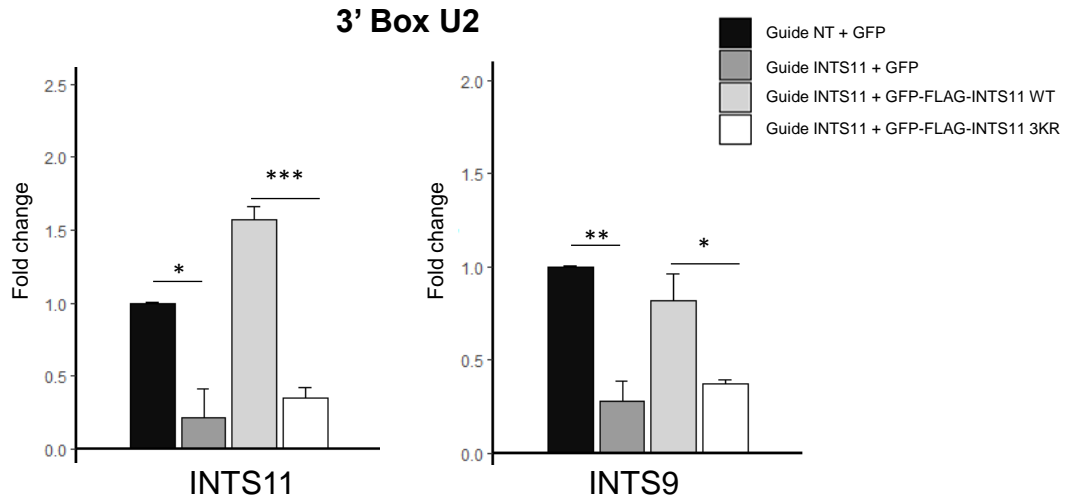 3’ Box U2
Guide NT + GFP
Guide INTS11 + GFP
Guide INTS11 + GFP-FLAG-INTS11 WT
Guide INTS11 + GFP-FLAG-INTS11 3KR
Fold change
2.5
2.0
1.5
1.0
0.5
0.0
*
***
INTS11
Fold change
2.0
1.5
1.0
0.5
0.0
**
*
INTS9